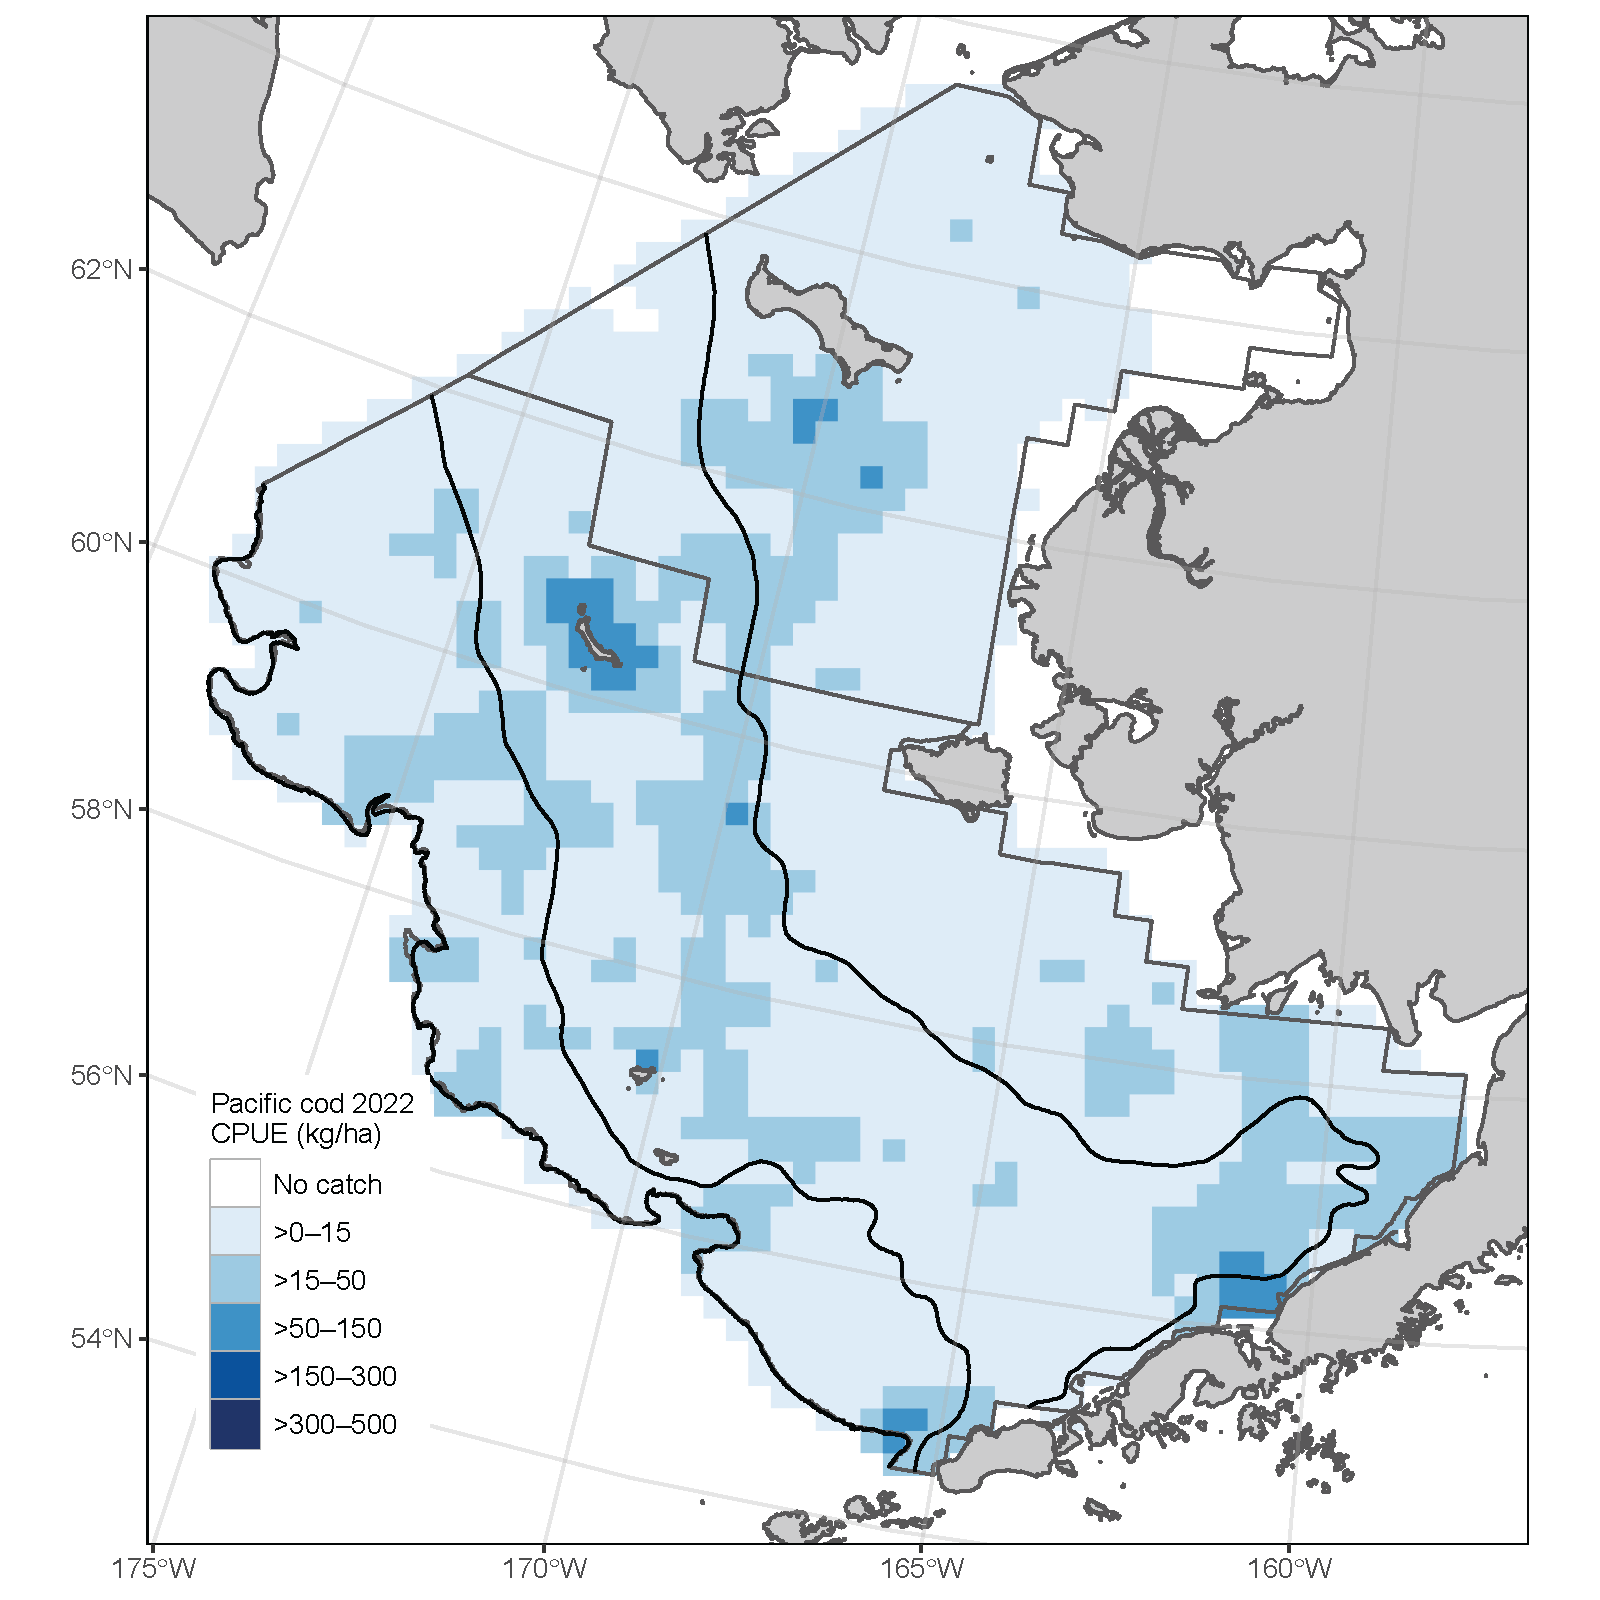 62°N
60°N
58°N
56°N
54°N
Pacific cod 2022
CPUE (kg/ha)
No catch
>0–15
>15–50
>50–150
>150–300
>300–500
175°W
170°W
165°W
160°W